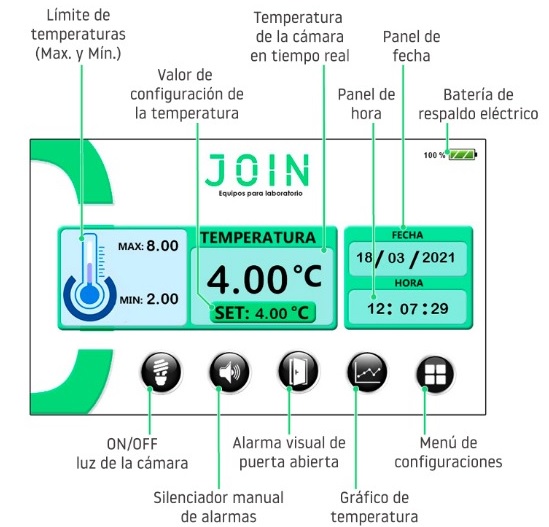 Límite de
temperaturas
(Max. y Mín.)
Temperatura
de la cámara
en tiempo real
Panel de
fecha
Valor de
configuración de
la temperatura
Panel de
hora
Batería de
respaldo eléctrico
100 %
JOIN
Equipos para laboratorio
MAX: 8.00
MIN: 2.00
TEMPERATURA
4.00 °C
SET: 4.00 °C
FECHA
18/ 03 / 2021
HORA
12: 07 : 29
ON/OFF
luz de la cámara
Alarma visual de
puerta abierta
Menú de
configuraciones
Silenciador manual
de alarmas
Gráfico de
temperatura